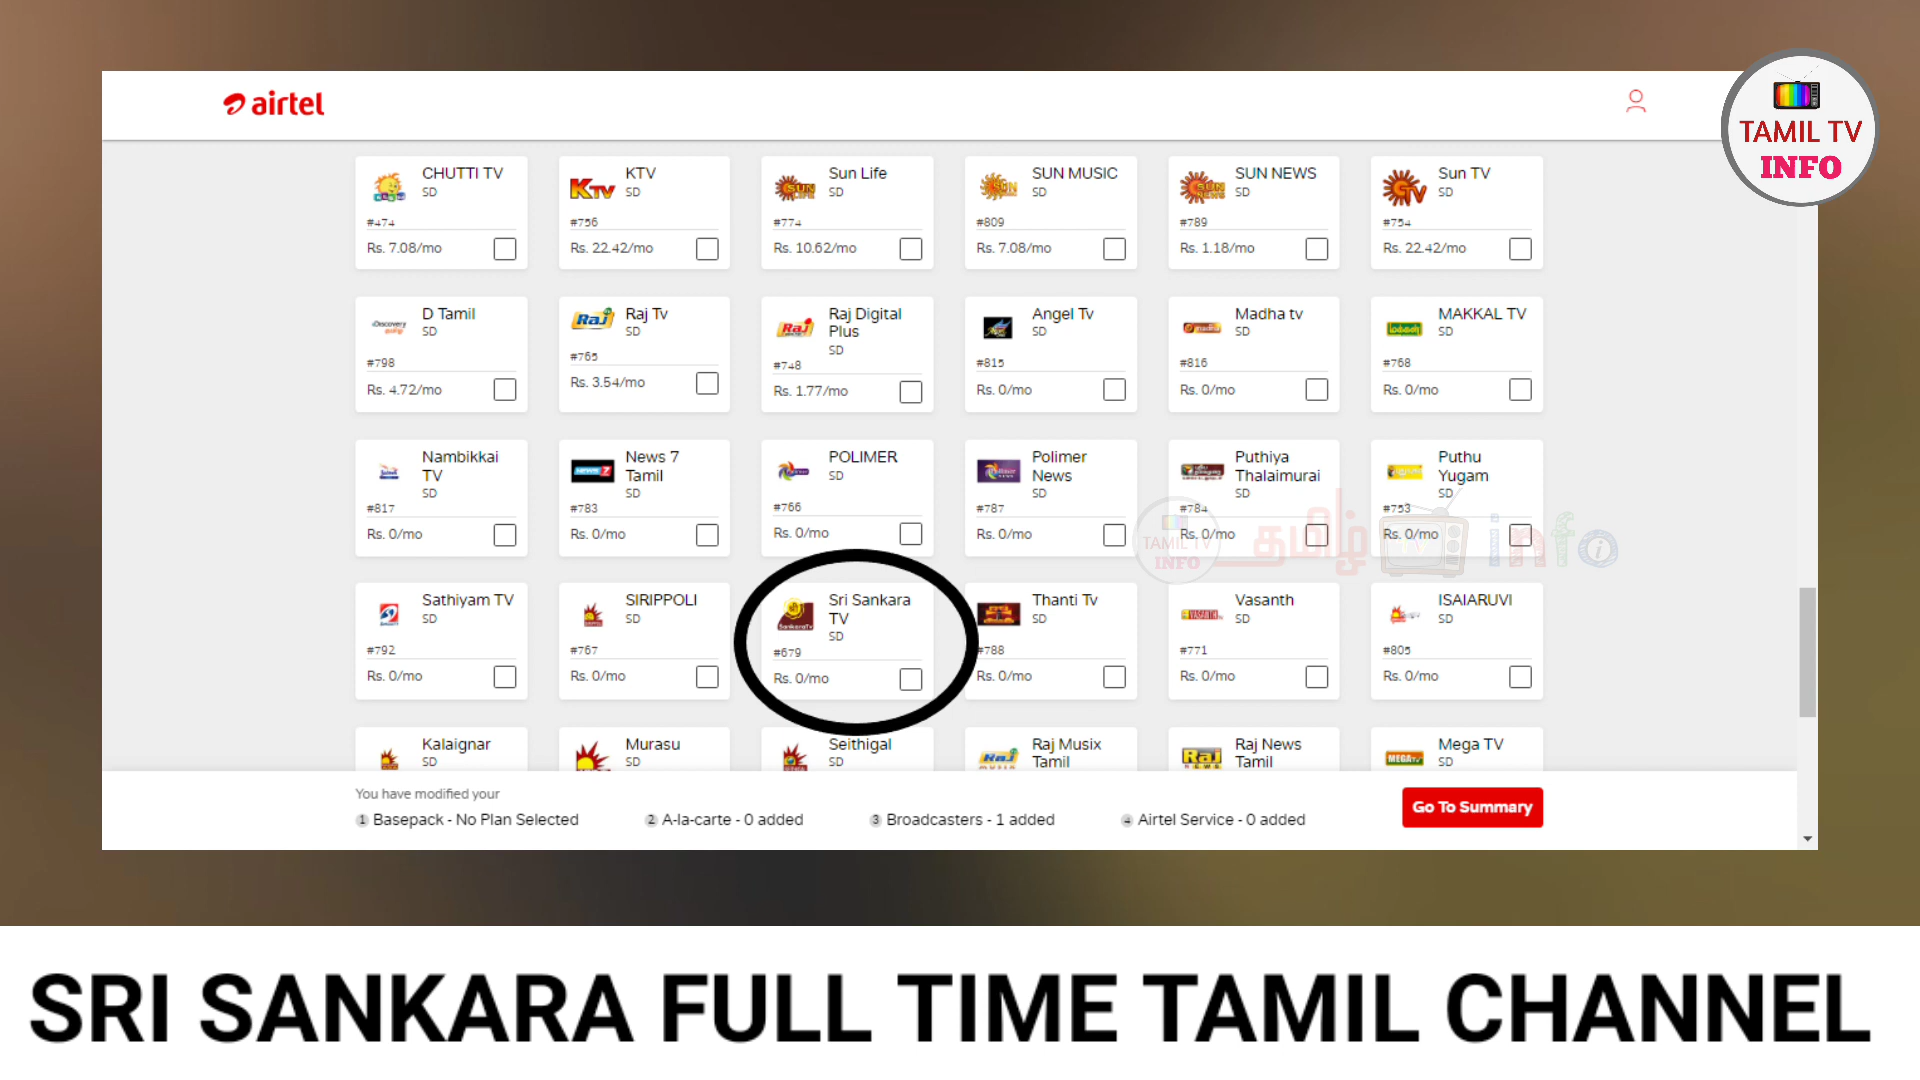 airtel
TAMIL TV
INFO
CHUTTI TV
SD
#474
Rs. 7.08/mo
KTV
SD
#756
Rs. 22.42/mo
Sun Life
SD
#774
Rs. 10.62/mo
SUN MUSIC
SD
#809
Rs. 7.08/mo
SUN NEWS
SD
#789
Rs. 1.18/mo
Sun TV
SD
#754
Rs. 22.42/mo
D Tamil
SD
#798
Rs. 4.72/mo
Raj Tv
SD
#765
Rs. 3.54/mo
Raj Digital
Plus
SD
#748
Rs. 1.77/mo
Angel Tv
SD
#815
Rs. 0/mo
Madha tv
SD
#816
Rs. 0/mo
MAKKAL TV
SD
#768
Rs. 0/mo
Nambikkai
TV
SD
#817
Rs. 0/mo
News 7
Tamil
SD
#783
Rs. 0/mo
POLIMER
SD
#766
Rs. 0/mo
Polimer
News
SD
#787
Rs. 0/mo
Puthiya
Thalaimurai
SD
#784
Rs. 0/mo
Puthu
Yugam
SD
#753
Rs. 0/mo
TAMIL TV
INFO
தமிழ் TV info
Sathiyam TV
SD
#792
Rs. 0/mo
SIRIPPOLI
SD
#767
Rs. 0/mo
Sri Sankara
TV
SD
#679
Rs. 0/mo
Thanti Tv
SD
#788
Rs. 0/mo
Vasanth
SD
#771
Rs. 0/mo
ISAIARUVI
SD
#805
Rs. 0/mo
Kalaignar
SD
Murasu
SD
Seithigal
SD
Raj Musix
Tamil
Raj News
Tamil
Mega TV
SD
You have modified your
1 Basepack - No Plan Selected
2 A-la-carte - 0 added
3 Broadcasters - 1 added
4 Airtel Service - 0 added
Go To Summary
SRI SANKARA FULL TIME TAMIL CHANNEL